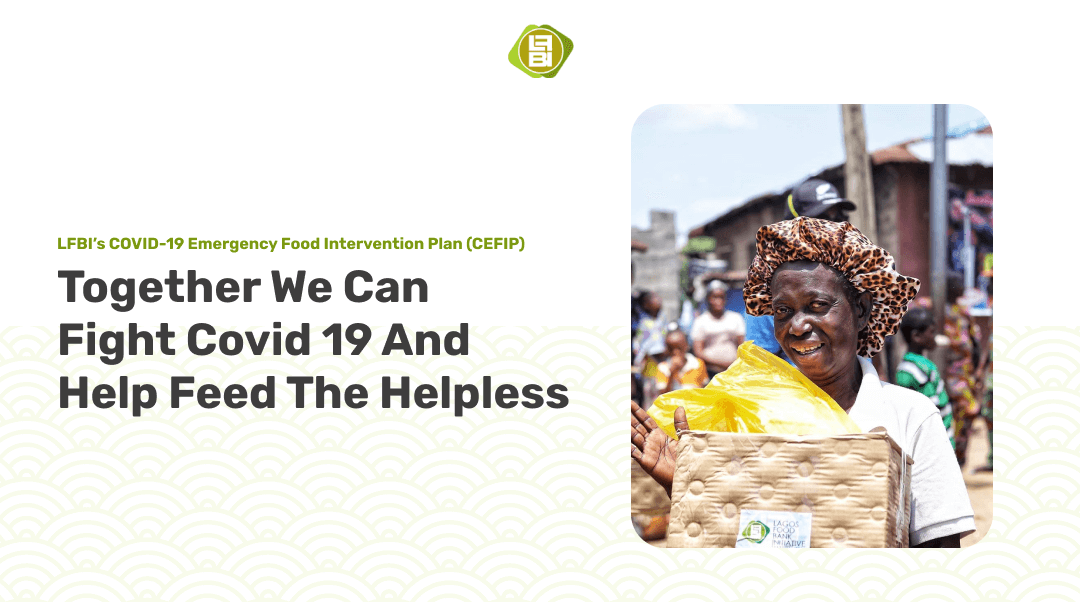 LFBI
LFBI’s COVID-19 Emergency Food Intervention Plan (CEFIP)
Together We Can
Fight Covid 19 And
Help Feed The Helpless
LAGOS
FOOD
BANK
INITIATIVE